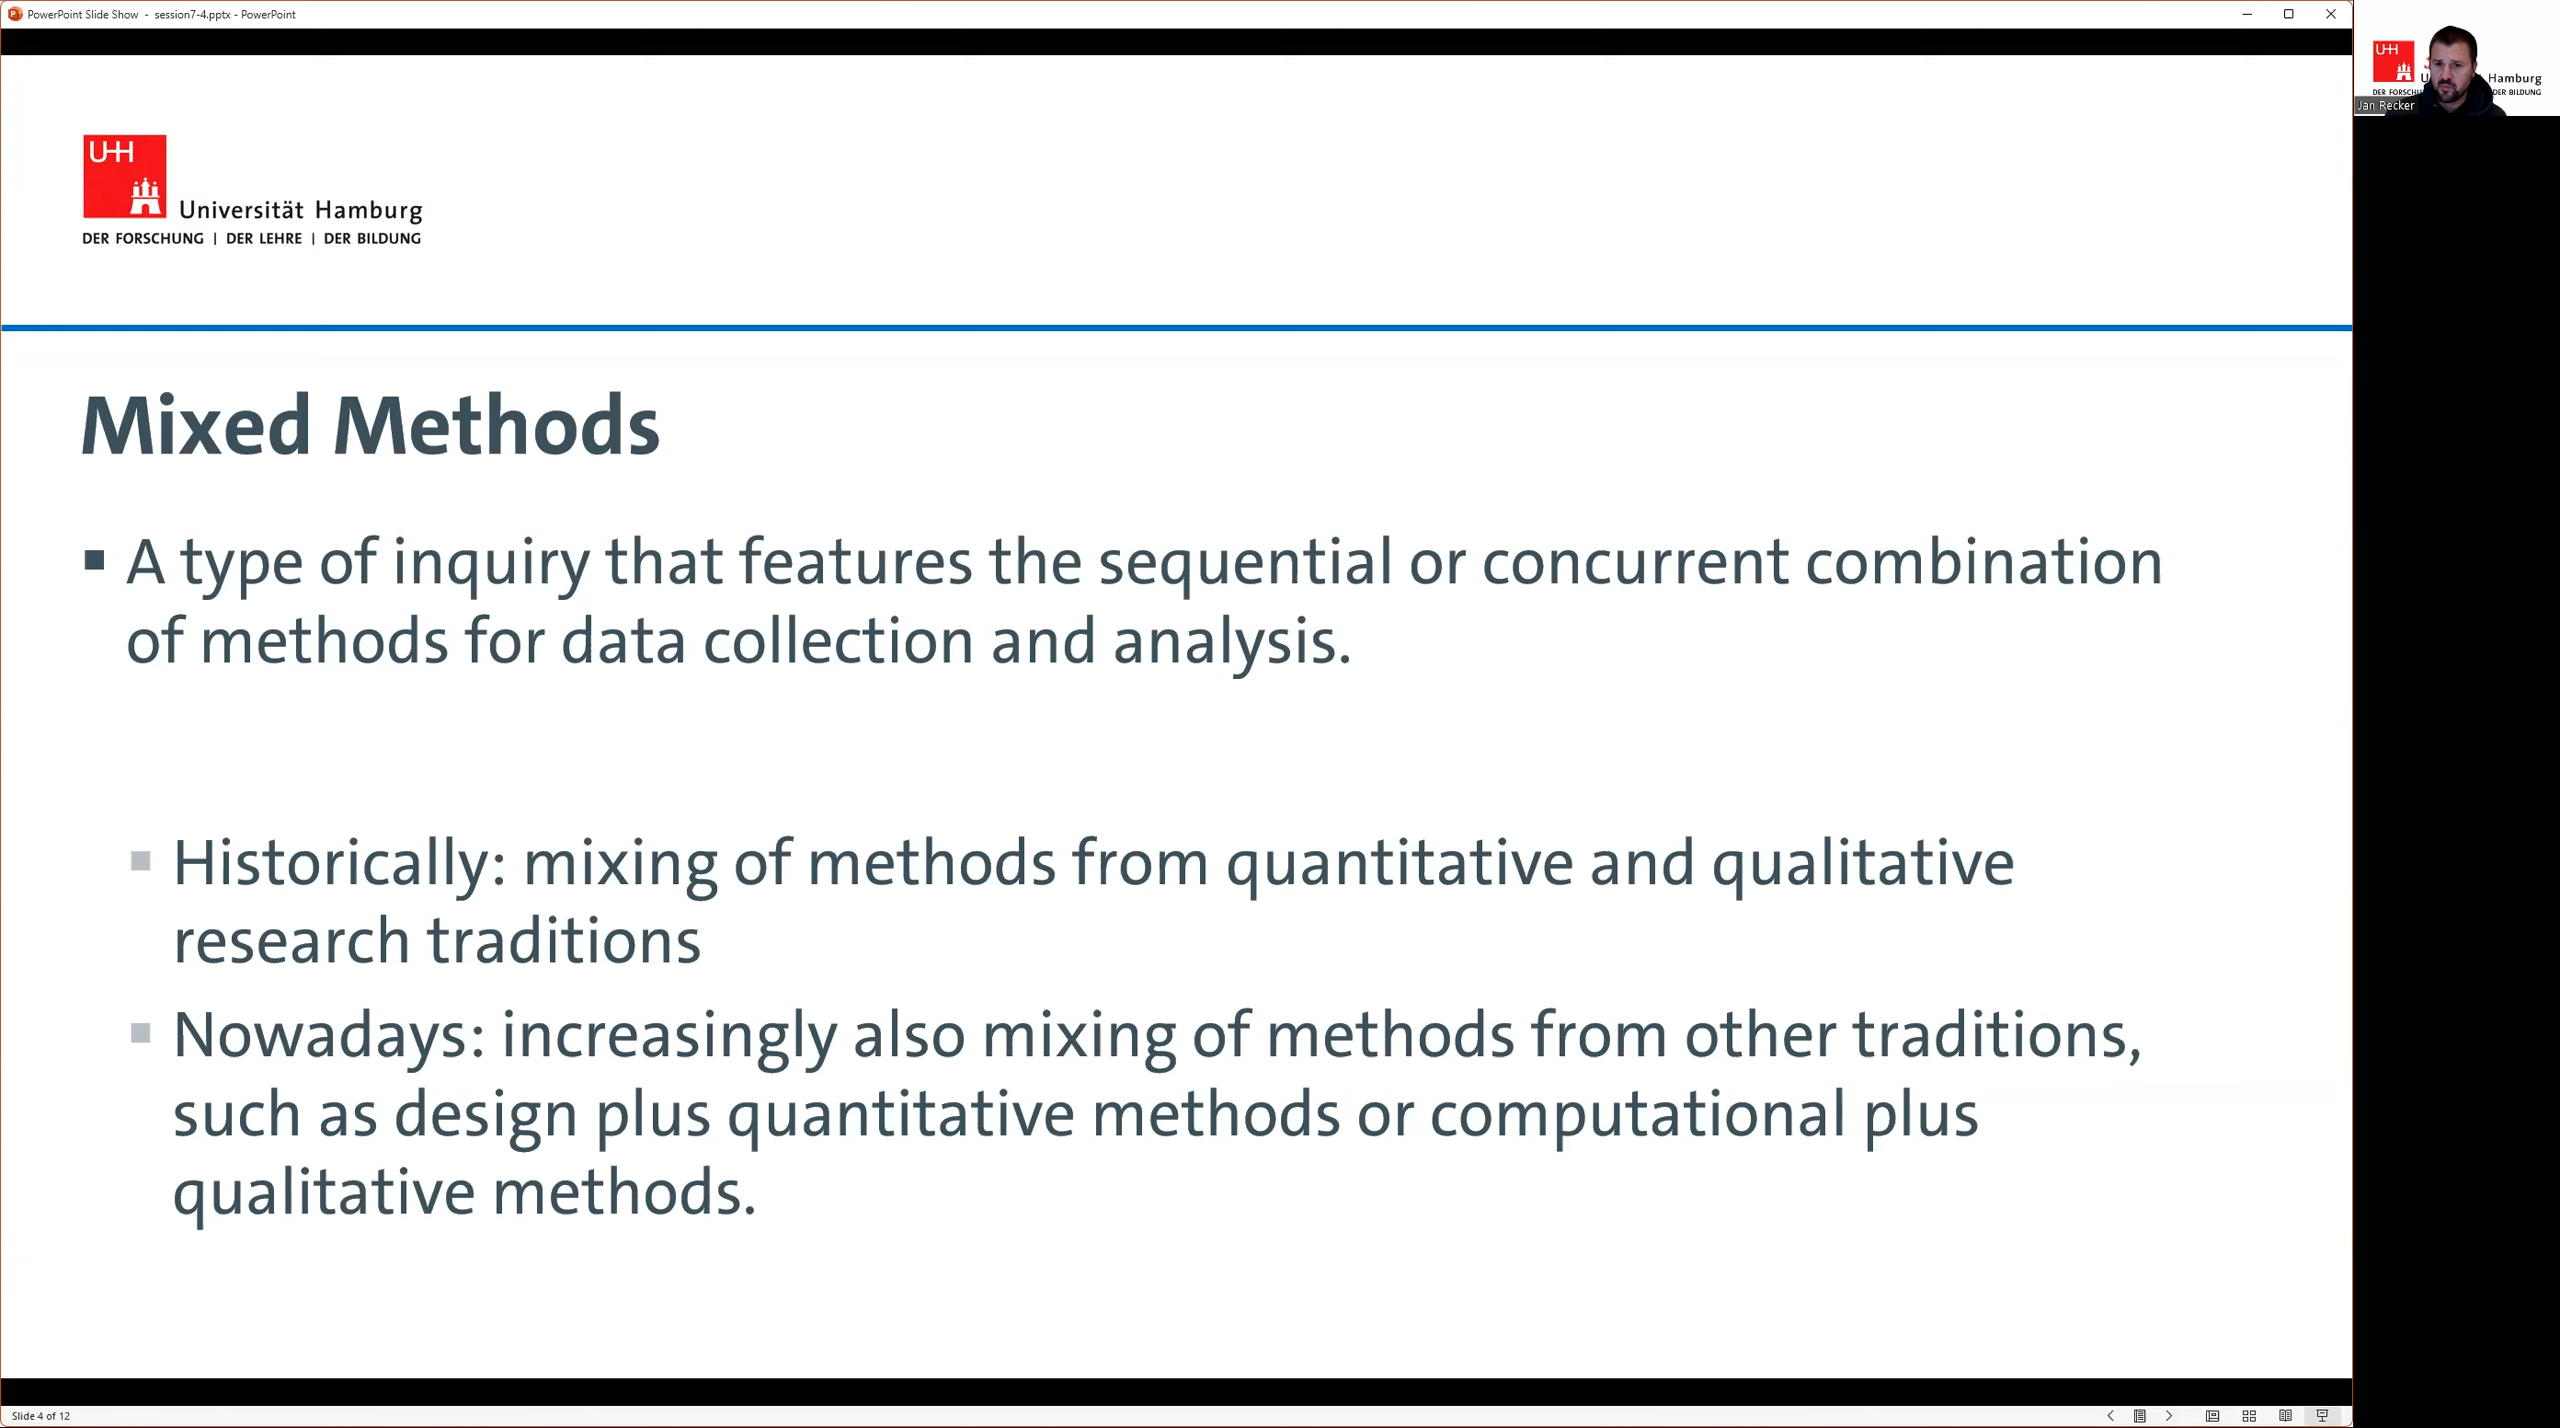 PowerPoint Slide Show - session7-4.pptx - PowerPoint
UHH
Universität Hamburg
DER FORSCHUNG | DER LEHRE | DER BILDUNG
Mixed Methods
A type of inquiry that features the sequential or concurrent combination
of methods for data collection and analysis.
Historically: mixing of methods from quantitative and qualitative
research traditions
Nowadays: increasingly also mixing of methods from other traditions,
such as design plus quantitative methods or computational plus
qualitative methods.
Slide 4 of 12
UHH
Hamburg
DER BILDUNG
Jan Recker